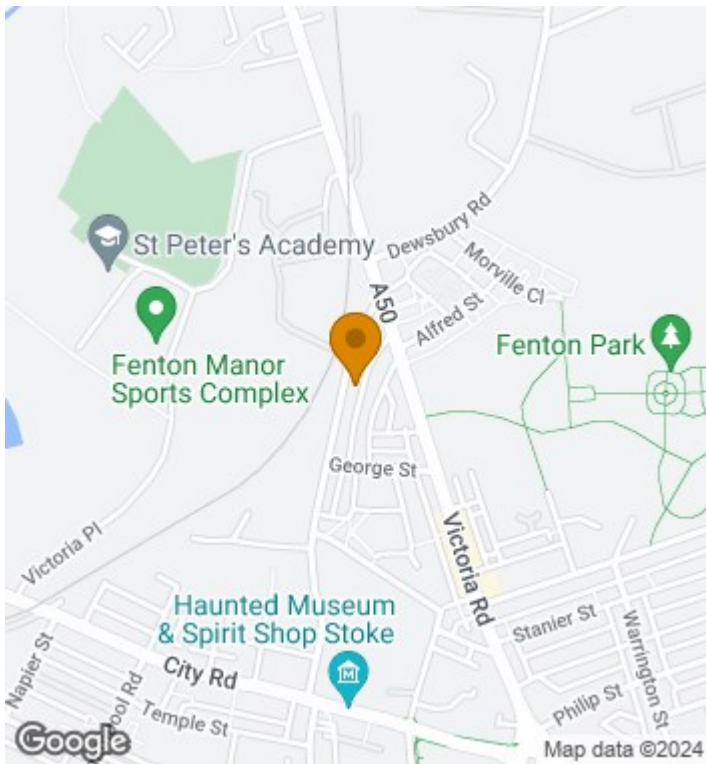 St Peter's Academy
Dewsbury Rd
Morville Cl
A50
Alfred St
Fenton Park
Fenton Manor
Sports Complex
George St
Victoria Pl
Victoria Rd
Haunted Museum
& Spirit Shop Stoke
Stanier St
Warrington St
City Rd
Napier St
ool Rd
Temple St
Philip St
M
Google
Map data ©2024